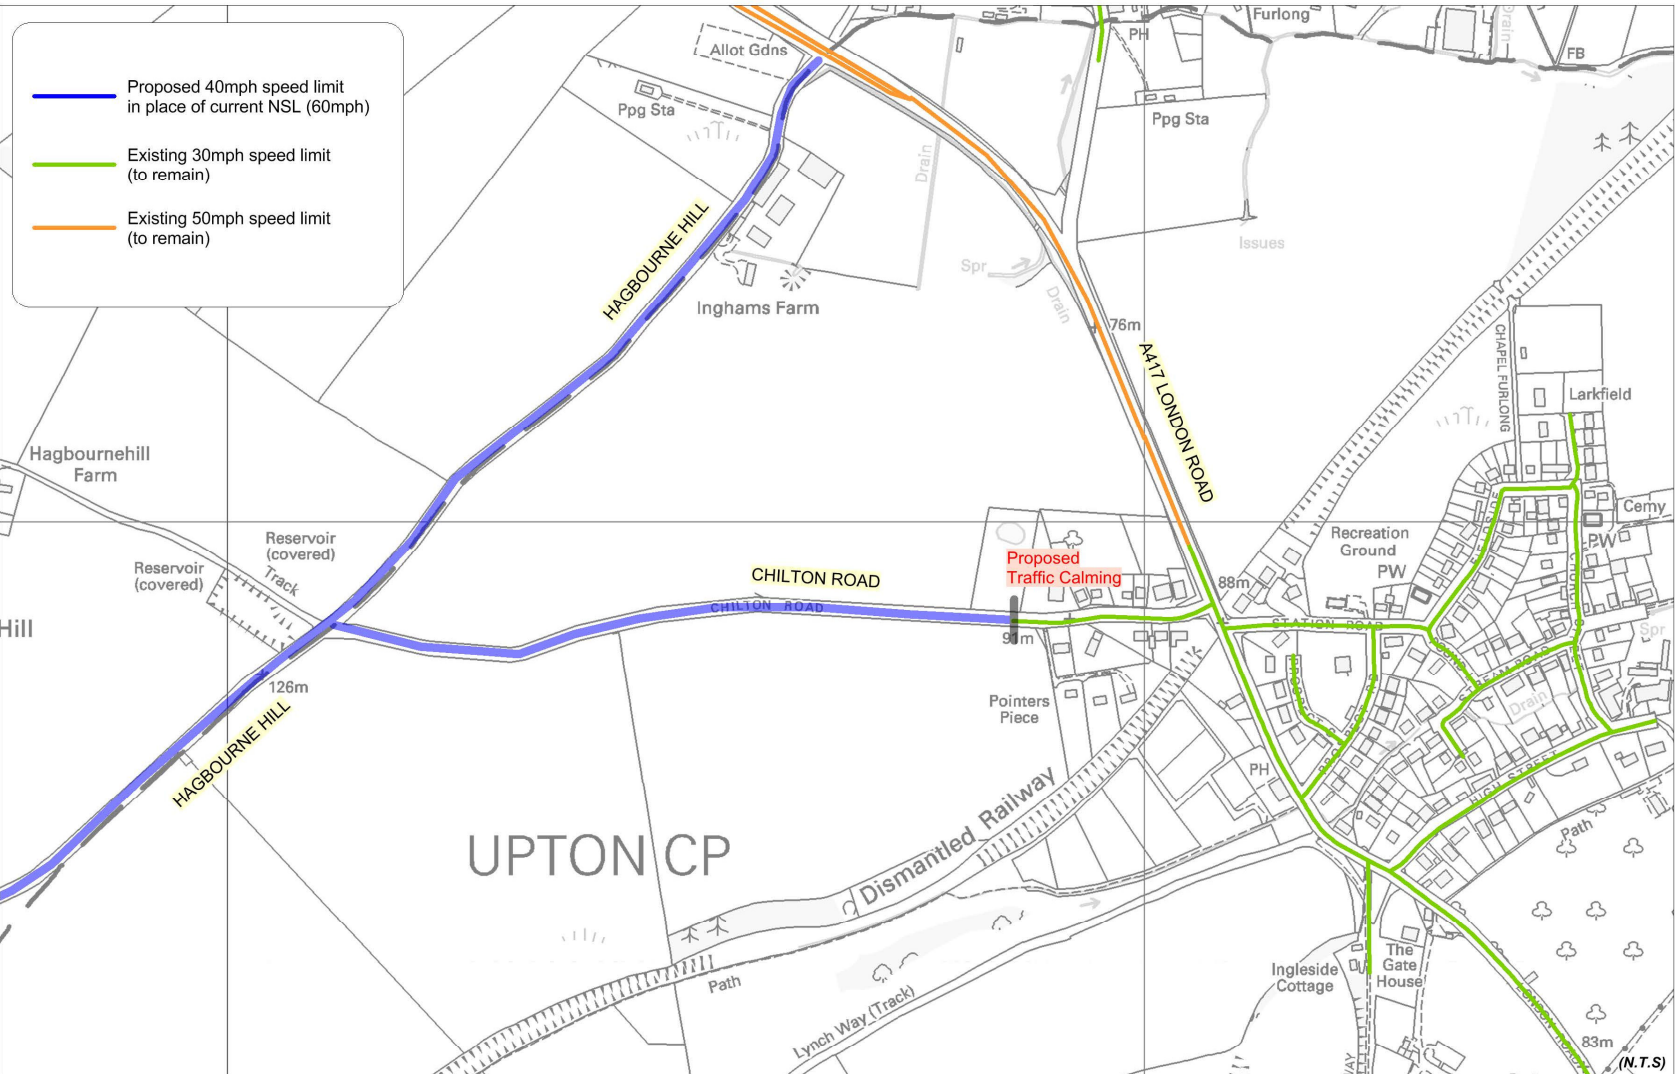 Proposed 40mph speed limit
in place of current NSL (60mph)
Existing 30mph speed limit
(to remain)
Existing 50mph speed limit
(to remain)
Allot Gdns
Ppg Sta
HAGBOURNE HILL
Inghams Farm
Drain
Spr
Drain
PH
Ppg Sta
Furlong
Drain
FB
Issues
76m
A417 LONDON ROAD
CHAPEL FURLONG
Larkfield
Hagbournehill
Farm
Reservoir
(covered)
Reservoir
(covered)
Track
Hill
126m
HAGBOURNE HILL
CHILTON ROAD
CHILTON ROAD
Proposed
Traffic Calming
91m
88m
Recreation
Ground
PW
Cemy
PW
STATION ROAD
Spr
STREAM ROAD
Drain
Pointers
Piece
PH
HIGH STREET
Path
UPTON CP
Dismantled Railway
Path
Lynch Way (Track)
Ingleside
Cottage
The
Gate
House
LONDON ROAD
83m
(N.T.S)